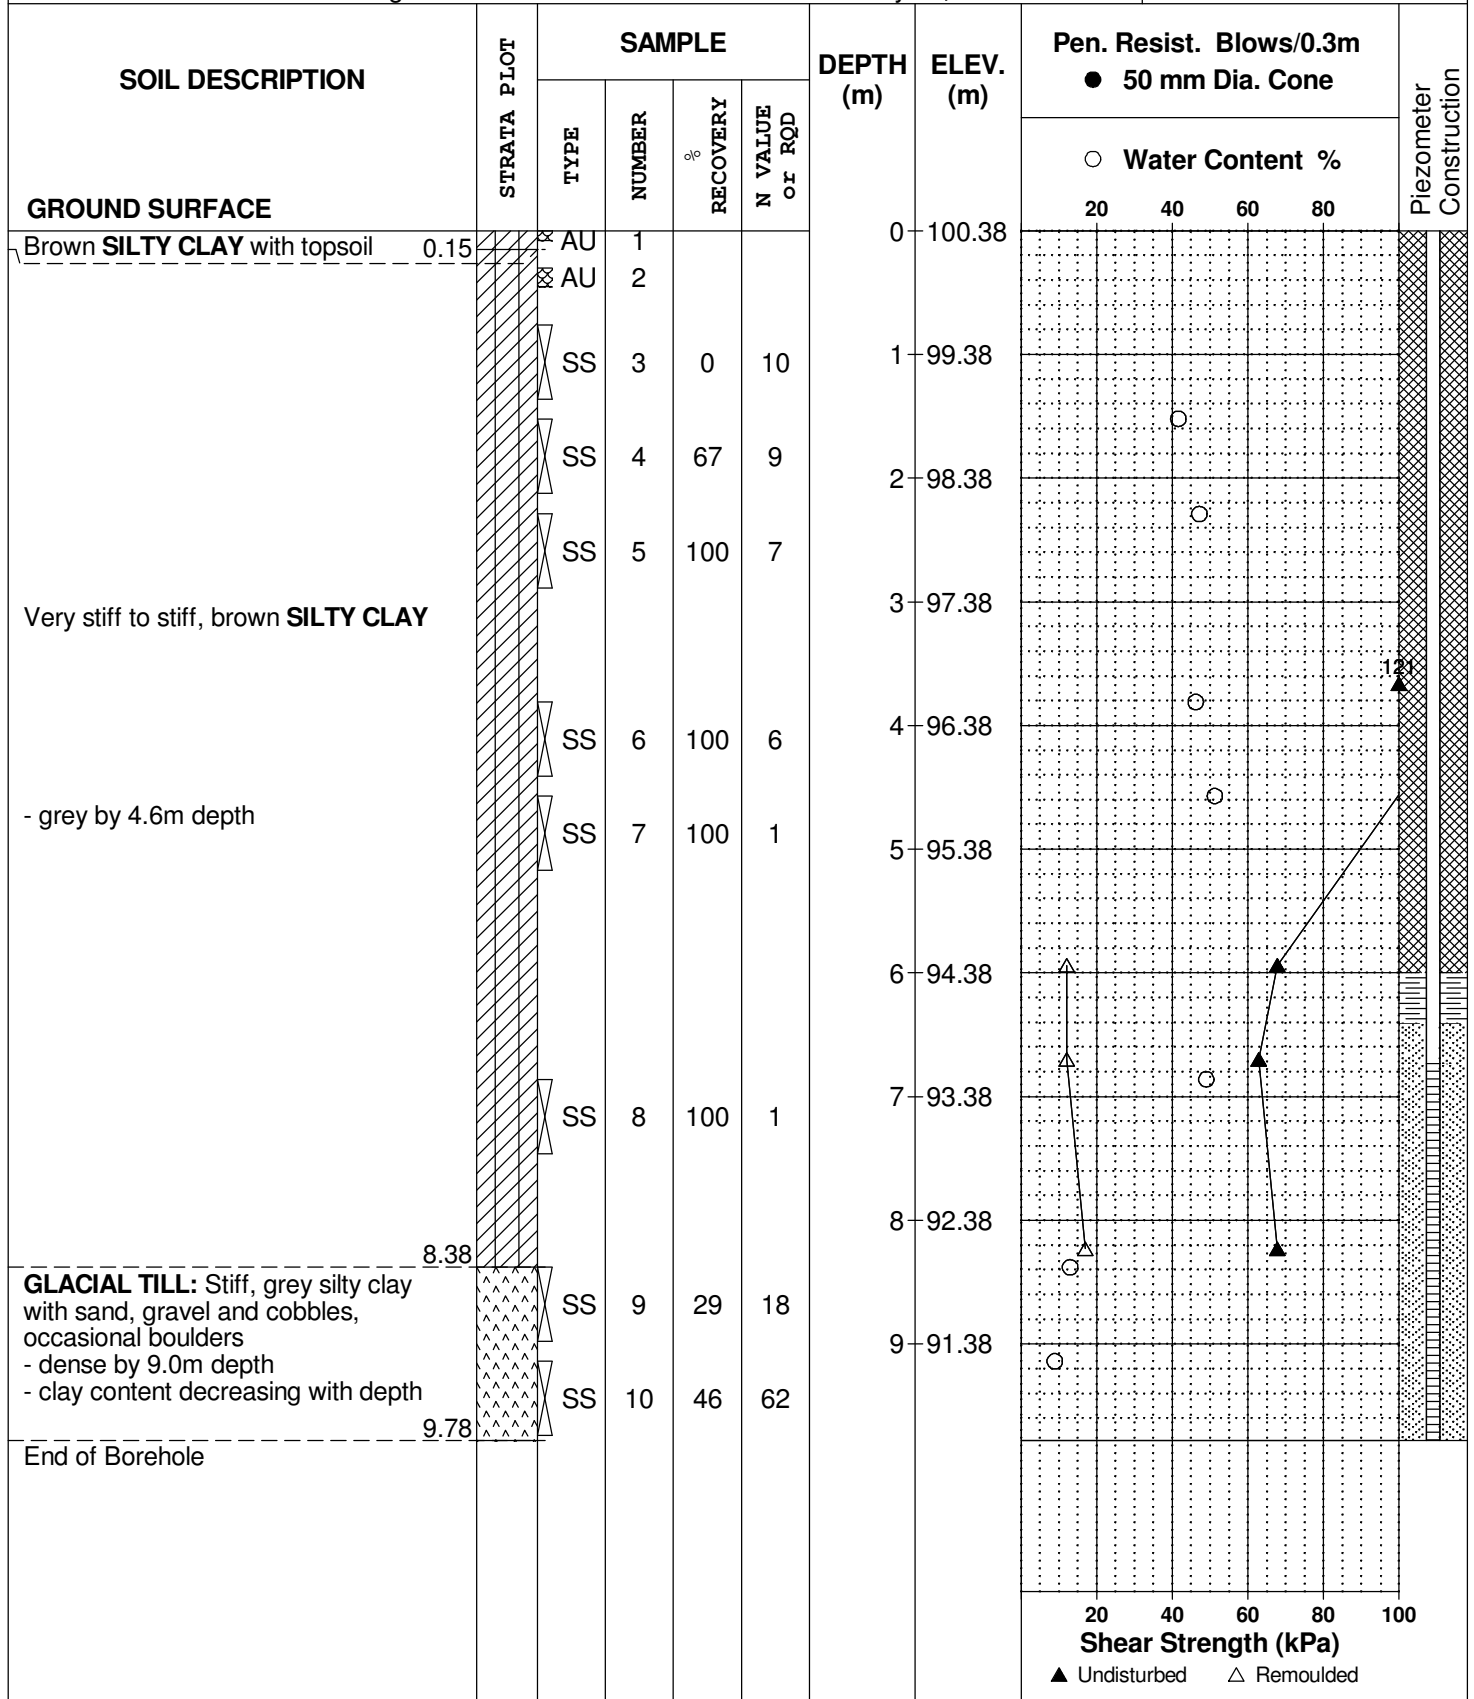 SOIL DESCRIPTION
GROUND SURFACE
STRATA PLOT
SAMPLE
TYPE
NUMBER
%
RECOVERY
N VALUE
or RQD
DEPTH
(m)
ELEV.
(m)
Pen. Resist. Blows/0.3m
● 50 mm Dia. Cone
○ Water Content %
20 40 60 80
Piezometer
Construction
0 100.38
Brown SILTY CLAY with topsoil 0.15
AU 1
AU 2
SS 3 0 10
1 99.38
SS 4 67 9
2 98.38
SS 5 100 7
3 97.38
Very stiff to stiff, brown SILTY CLAY
121
SS 6 100 6
4 96.38
- grey by 4.6m depth
SS 7 100 1
5 95.38
6 94.38
7 93.38
SS 8 100 1
8 92.38
8.38
GLACIAL TILL: Stiff, grey silty clay
with sand, gravel and cobbles,
occasional boulders
- dense by 9.0m depth
- clay content decreasing with depth
SS 9 29 18
9 91.38
SS 10 46 62
9.78
End of Borehole
20 40 60 80 100
Shear Strength (kPa)
▲ Undisturbed △ Remoulded